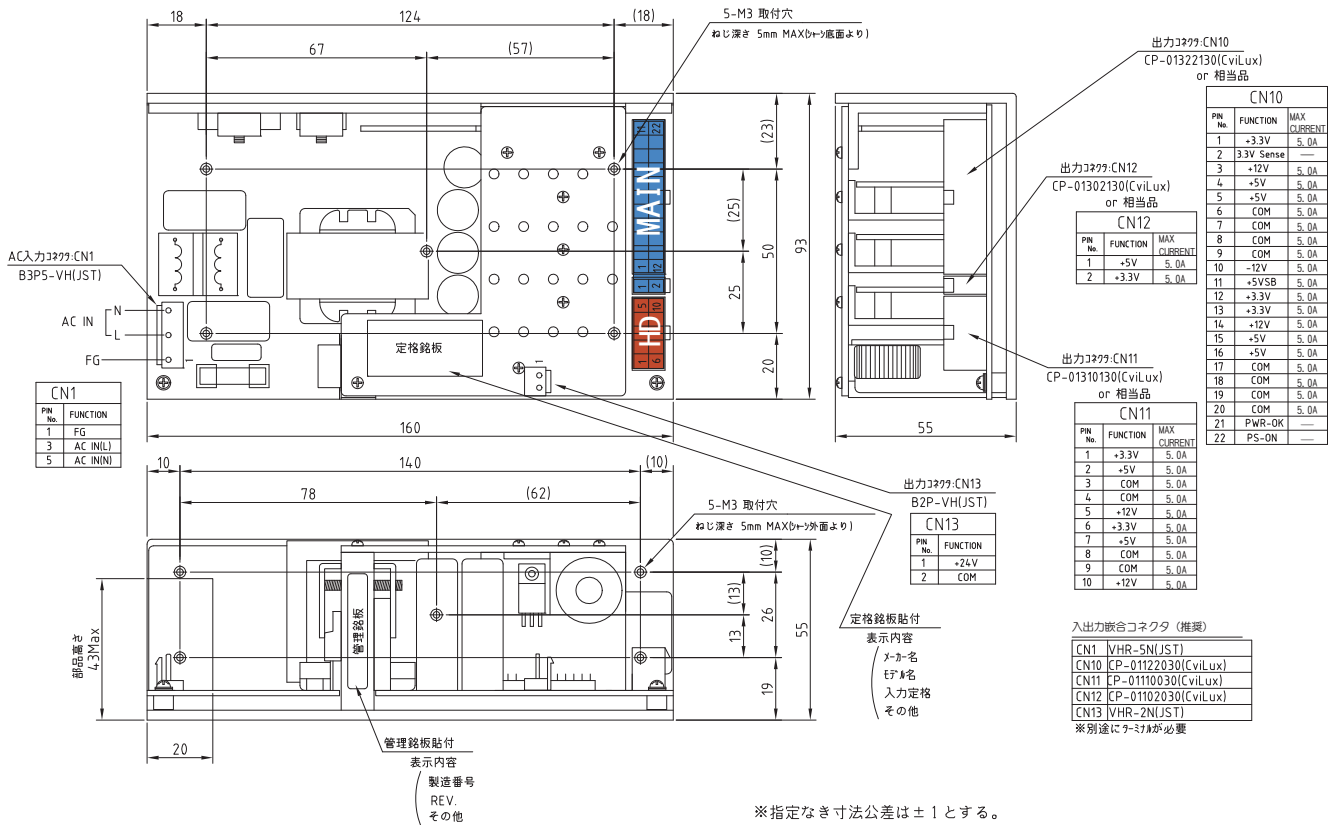 18
124
(18)
67
(57)
5-M3 取付穴
ねじ深さ 5mm MAX(シャーシ底面より)
(23)
(25)
50
25
20
93
11 22
MAIN
1 12
1 2
5 10
HD
1 6
定格銘板
1
AC入力コネクタ:CN1
B3P5-VH(JST)
AC IN
N
L
FG
1
CN1
PIN No. FUNCTION
1 FG
3 AC IN(L)
5 AC IN(N)
160
55
出力コネクタ:CN10
CP-01322130(CviLux)
or 相当品
CN10
PIN No. FUNCTION MAX CURRENT
1 +3.3V 5.0A
2 3.3V Sense —
3 +12V 5.0A
4 +5V 5.0A
5 +5V 5.0A
6 COM 5.0A
7 COM 5.0A
8 COM 5.0A
9 COM 5.0A
10 -12V 5.0A
11 +5VSB 5.0A
12 +3.3V 5.0A
13 +3.3V 5.0A
14 +12V 5.0A
15 +5V 5.0A
16 +5V 5.0A
17 COM 5.0A
18 COM 5.0A
19 COM 5.0A
20 COM 5.0A
21 PWR-OK —
22 PS-ON —
出力コネクタ:CN12
CP-01302130(CviLux)
or 相当品
CN12
PIN No. FUNCTION MAX CURRENT
1 +5V 5.0A
2 +3.3V 5.0A
出力コネクタ:CN11
CP-01310130(CviLux)
or 相当品
CN11
PIN No. FUNCTION MAX CURRENT
1 +3.3V 5.0A
2 +5V 5.0A
3 COM 5.0A
4 COM 5.0A
5 +12V 5.0A
6 +3.3V 5.0A
7 +5V 5.0A
8 COM 5.0A
9 COM 5.0A
10 +12V 5.0A
10
140
(10)
78
(62)
5-M3 取付穴
ねじ深さ 5mm MAX(シャーシ外面より)
(10)
(13)
13
26
19
55
部品高さ
43Max
20
管理銘板
管理銘板貼付
表示内容
製造番号
REV.
その他
出力コネクタ:CN13
B2P-VH(JST)
CN13
PIN No. FUNCTION
1 +24V
2 COM
定格銘板貼付
表示内容
メーカー名
モデル名
入力定格
その他
入出力嵌合コネクタ（推奨）
CN1 VHR-5N(JST)
CN10 CP-01122030(CviLux)
CN11 CP-01110030(CviLux)
CN12 CP-01102030(CviLux)
CN13 VHR-2N(JST)
※別途にターミナルが必要
※指定なき寸法公差は±1とする。